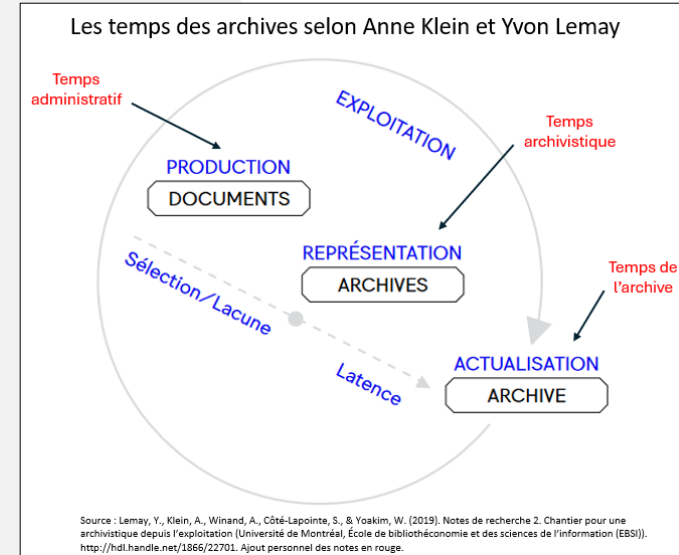 Les temps des archives selon Anne Klein et Yvon Lemay
Temps
administratif
EXPLOITATION
Temps
archivistique
PRODUCTION
DOCUMENTS
REPRÉSENTATION
ARCHIVES
Sélection/Lacune
Temps de
l'archive
Latence
ACTUALISATION
ARCHIVE
Source : Lemay, Y., Klein, A., Winand, A., Côté-Lapointe, S., & Yoakim, W. (2019). Notes de recherche 2. Chantier pour une
archivistique depuis l'exploitation (Université de Montréal, École de bibliothéconomie et des sciences de l'information (EBSI)).
http://hdl.handle.net/1866/22701. Ajout personnel des notes en rouge.